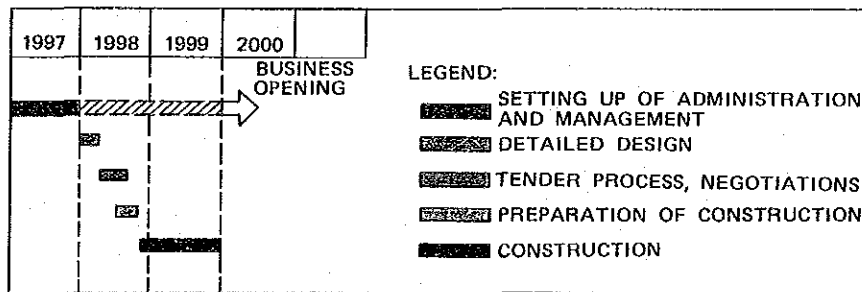 1997 1998 1999 2000
BUSINESS
OPENING
LEGEND:
SETTING UP OF ADMINISTRATION
AND MANAGEMENT
DETAILED DESIGN
TENDER PROCESS, NEGOTIATIONS
PREPARATION OF CONSTRUCTION
CONSTRUCTION